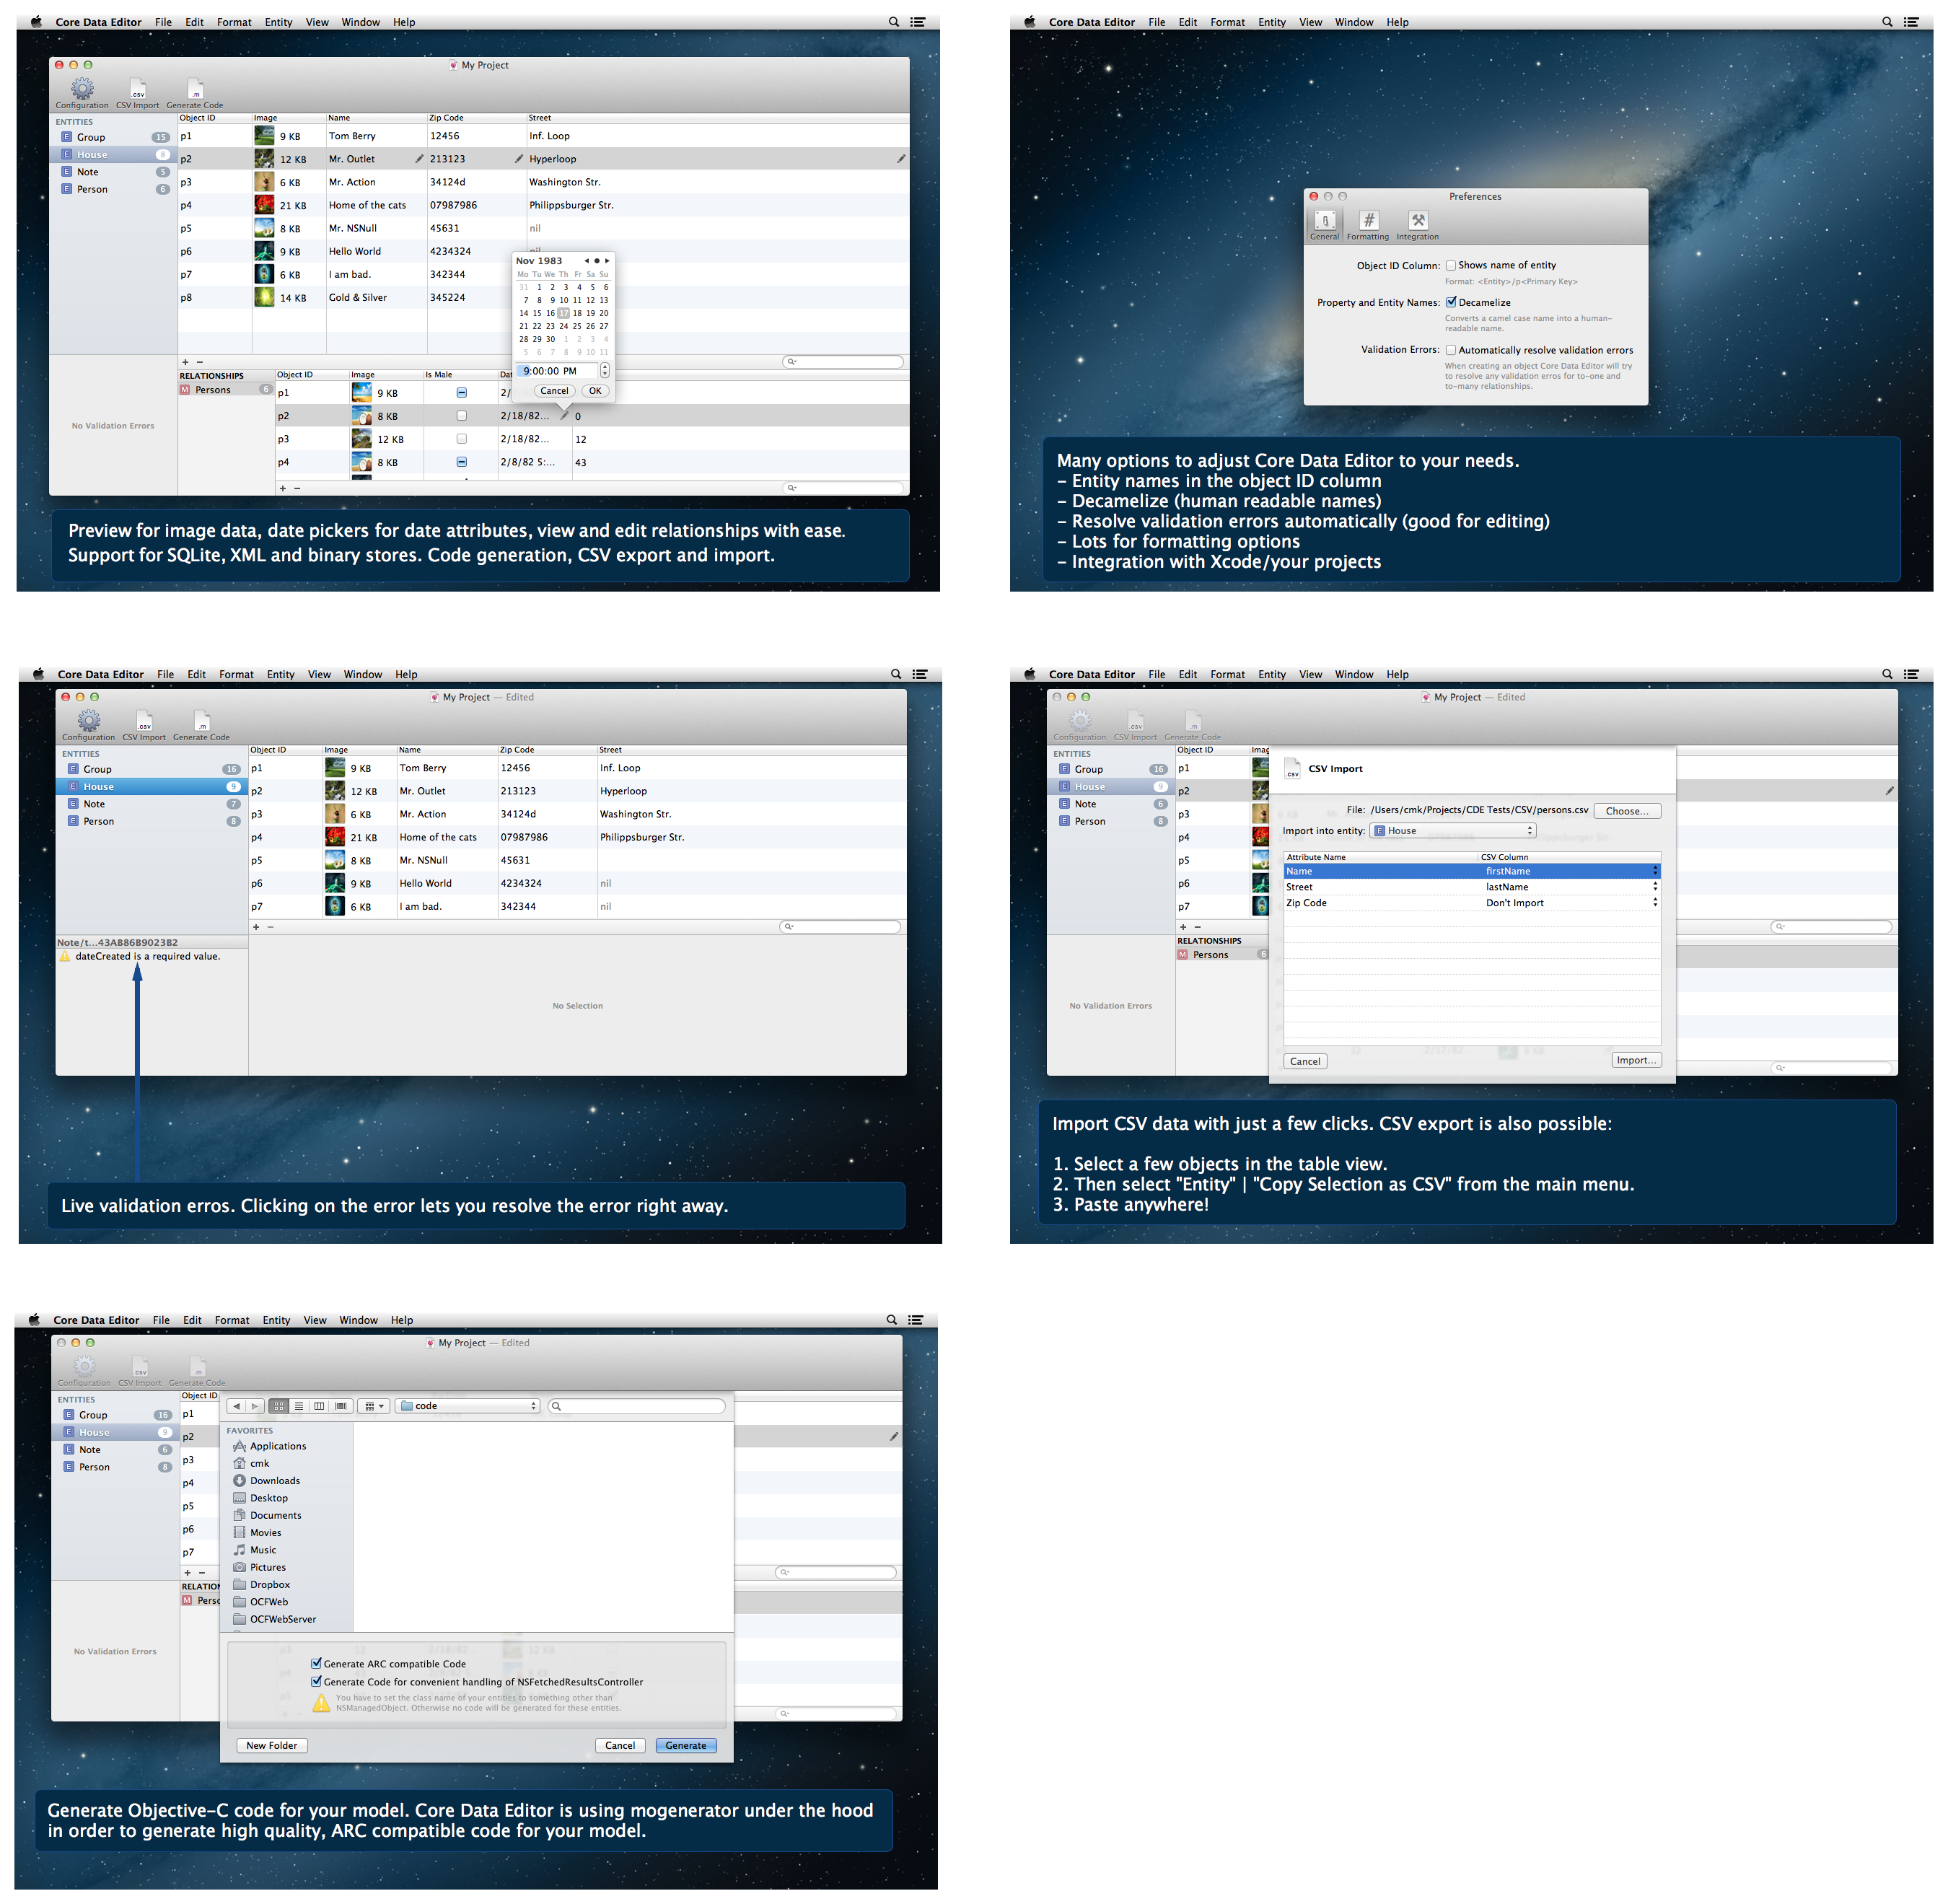 Core Data Editor File Edit Format Entity View Window Help
My Project
Configuration CSV Import Generate Code
ENTITIES
Group 15
House 8
Note 5
Person 6
Object ID Image Name Zip Code Street
p1 9 KB Tom Berry 12456 Inf. Loop
p2 12 KB Mr. Outlet 213123 Hyperloop
p3 6 KB Mr. Action 34124d Washington Str.
p4 21 KB Home of the cats 07987986 Philippsburger Str.
p5 8 KB Mr. NSNull 45631 nil
p6 9 KB Hello World 4234324 nil
p7 6 KB I am bad. 342344
p8 14 KB Gold & Silver 345224
Nov 1983
Mo Tu We Th Fr Sa Su
31 1 2 3 4 5 6
7 8 9 10 11 12 13
14 15 16 17 18 19 20
21 22 23 24 25 26 27
28 29 30 1 2 3 4
5 6 7 8 9 10 11
9:00:00 PM
Cancel OK
RELATIONSHIPS
Persons 6
No Validation Errors
Object ID Image Is Male Dat
p1 9 KB 2/
p2 8 KB 2/18/82... 0
p3 12 KB 2/18/82... 12
p4 8 KB 2/8/82 5:... 43
Preview for image data, date pickers for date attributes, view and edit relationships with ease.
Support for SQLite, XML and binary stores. Code generation, CSV export and import.
Core Data Editor File Edit Format Entity View Window Help
Preferences
General Formatting Integration
Object ID Column: Shows name of entity
Format: <Entity>/p<Primary Key>
Property and Entity Names: Decamelize
Converts a camel case name into a human-
readable name.
Validation Errors: Automatically resolve validation errors
When creating an object Core Data Editor will try
to resolve any validation erros for to-one and
to-many relationships.
Many options to adjust Core Data Editor to your needs.
- Entity names in the object ID column
- Decamelize (human readable names)
- Resolve validation errors automatically (good for editing)
- Lots for formatting options
- Integration with Xcode/your projects
Core Data Editor File Edit Format Entity View Window Help
My Project — Edited
Configuration CSV Import Generate Code
ENTITIES
Group 16
House 9
Note 7
Person 8
Object ID Image Name Zip Code Street
p1 9 KB Tom Berry 12456 Inf. Loop
p2 12 KB Mr. Outlet 213123 Hyperloop
p3 6 KB Mr. Action 34124d Washington Str.
p4 21 KB Home of the cats 07987986 Philippsburger Str.
p5 8 KB Mr. NSNull 45631
p6 9 KB Hello World 4234324 nil
p7 6 KB I am bad. 342344 nil
Note/t...43AB86B9023B2
dateCreated is a required value.
No Selection
Live validation erros. Clicking on the error lets you resolve the error right away.
Core Data Editor File Edit Format Entity View Window Help
My Project — Edited
Configuration CSV Import Generate Code
ENTITIES
Group 16
House 9
Note 6
Person 8
Object ID Imag
p1
p2
p3
p4
p5
p6
p7
RELATIONSHIPS
Persons 6
No Validation Errors
CSV Import
File: /Users/cmk/Projects/CDE Tests/CSV/persons.csv Choose...
Import into entity: House
Attribute Name CSV Column
Name firstName
Street lastName
Zip Code Don't Import
Cancel Import...
Import CSV data with just a few clicks. CSV export is also possible:
1. Select a few objects in the table view.
2. Then select "Entity" | "Copy Selection as CSV" from the main menu.
3. Paste anywhere!
Core Data Editor File Edit Format Entity View Window Help
My Project — Edited
Configuration CSV Import Generate Code
ENTITIES
Group 16
House 9
Note 6
Person 8
Object ID
p1
p2
p3
p4
p5
p6
p7
RELATION
Perso
No Validation Errors
code
FAVORITES
Applications
cmk
Downloads
Desktop
Documents
Movies
Music
Pictures
Dropbox
OCFWeb
OCFWebServer
Generate ARC compatible Code
Generate Code for convenient handling of NSFetchedResultsController
You have to set the class name of your entities to something other than
NSManagedObject. Otherwise no code will be generated for these entities.
New Folder Cancel Generate
Generate Objective-C code for your model. Core Data Editor is using mogenerator under the hood
in order to generate high quality, ARC compatible code for your model.